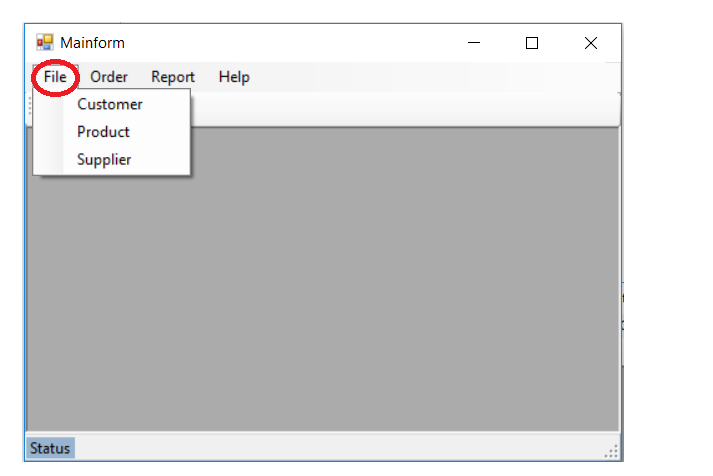 Mainform
File Order Report Help
Customer
Product
Supplier
Status